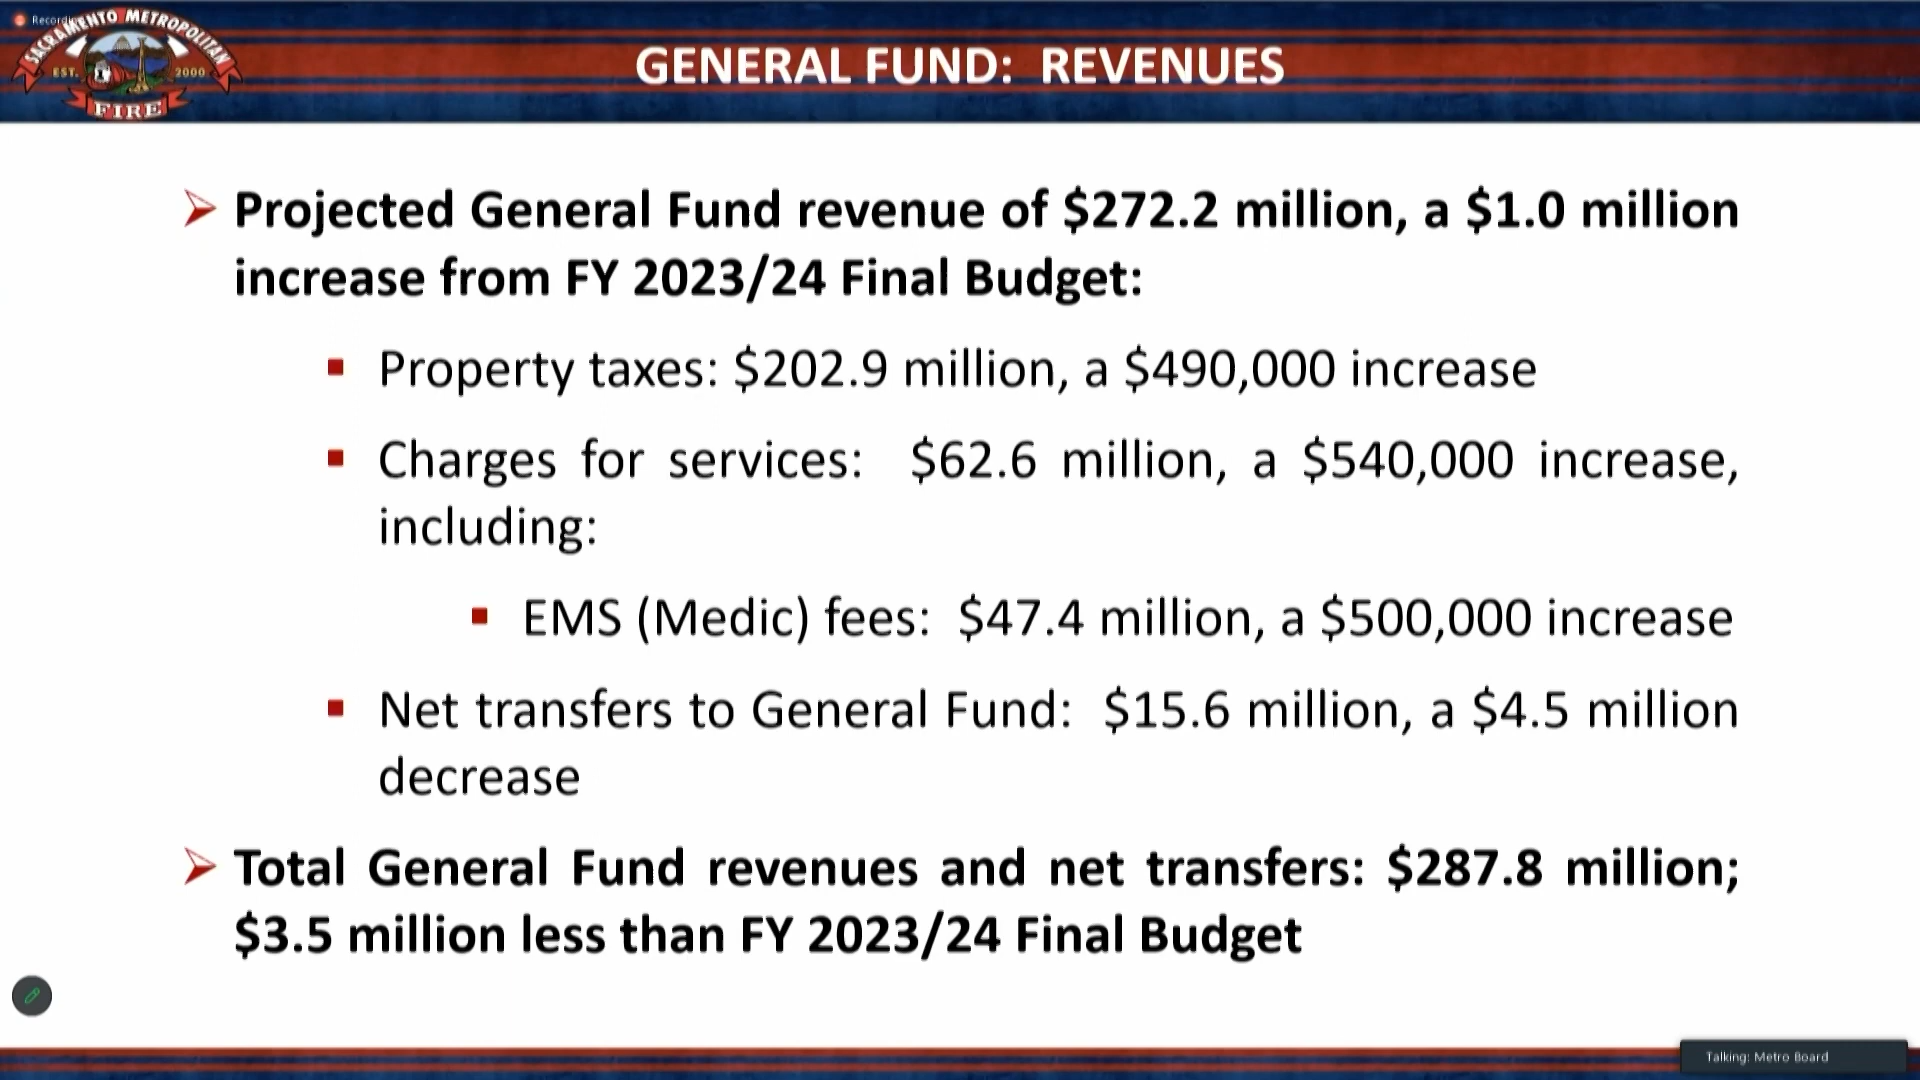 Recording
SACRAMENTO METROPOLITAN
EST. 2000
FIRE
GENERAL FUND: REVENUES
Projected General Fund revenue of $272.2 million, a $1.0 million
increase from FY 2023/24 Final Budget:
Property taxes: $202.9 million, a $490,000 increase
Charges for services: $62.6 million, a $540,000 increase,
including:
EMS (Medic) fees: $47.4 million, a $500,000 increase
Net transfers to General Fund: $15.6 million, a $4.5 million
decrease
Total General Fund revenues and net transfers: $287.8 million;
$3.5 million less than FY 2023/24 Final Budget
Talking: Metro Board